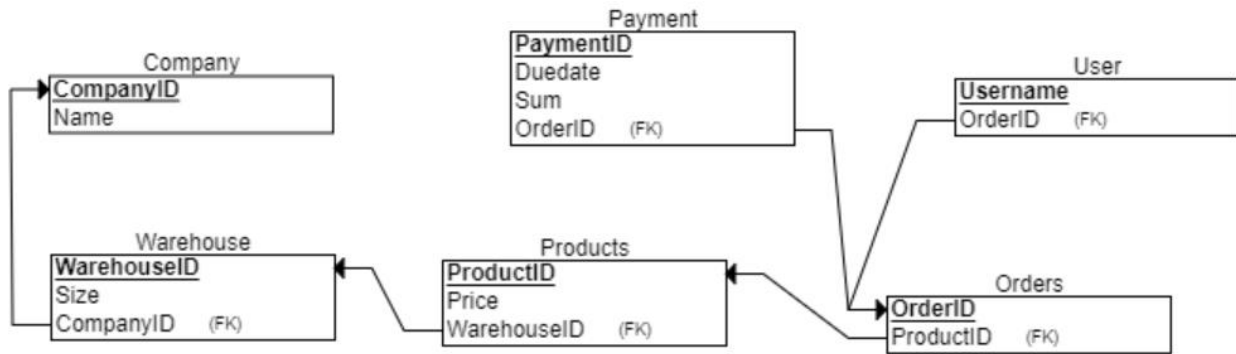 Company
CompanyID
Name
Payment
PaymentID
Duedate
Sum
OrderID (FK)
User
Username
OrderID (FK)
Warehouse
WarehouseID
Size
CompanyID (FK)
Products
ProductID
Price
WarehouseID (FK)
Orders
OrderID
ProductID (FK)